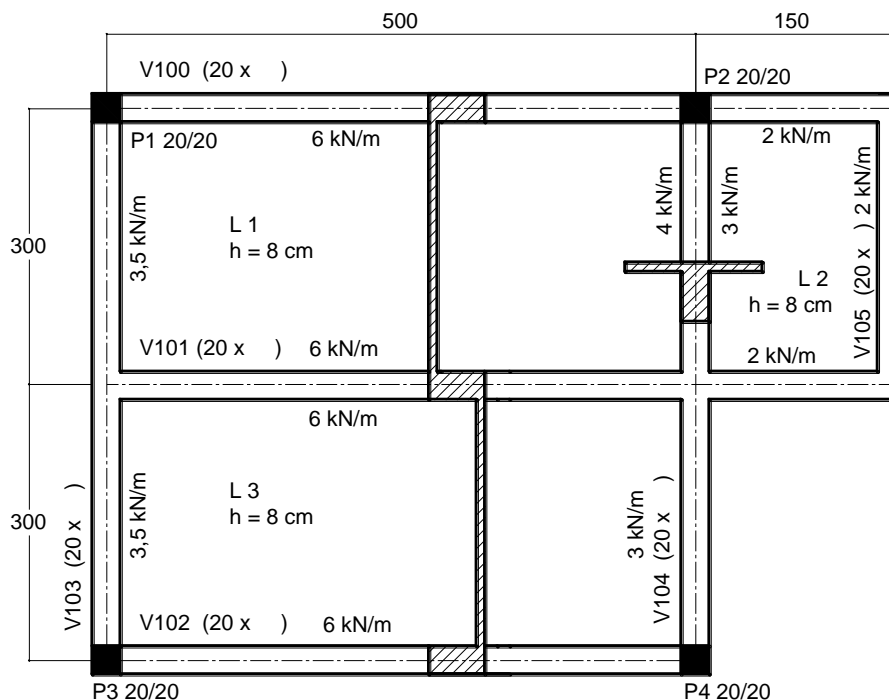 500
150
V100 (20 x   )
P2 20/20
P1 20/20
6 kN/m
2 kN/m
3,5 kN/m
4 kN/m
3 kN/m
2 kN/m
300
L 1
h = 8 cm
L 2
h = 8 cm
V105 (20 x   )
V101 (20 x   )
6 kN/m
2 kN/m
6 kN/m
3,5 kN/m
L 3
h = 8 cm
300
3 kN/m
V103 (20 x   )
V104 (20 x   )
V102 (20 x   )
6 kN/m
P3 20/20
P4 20/20